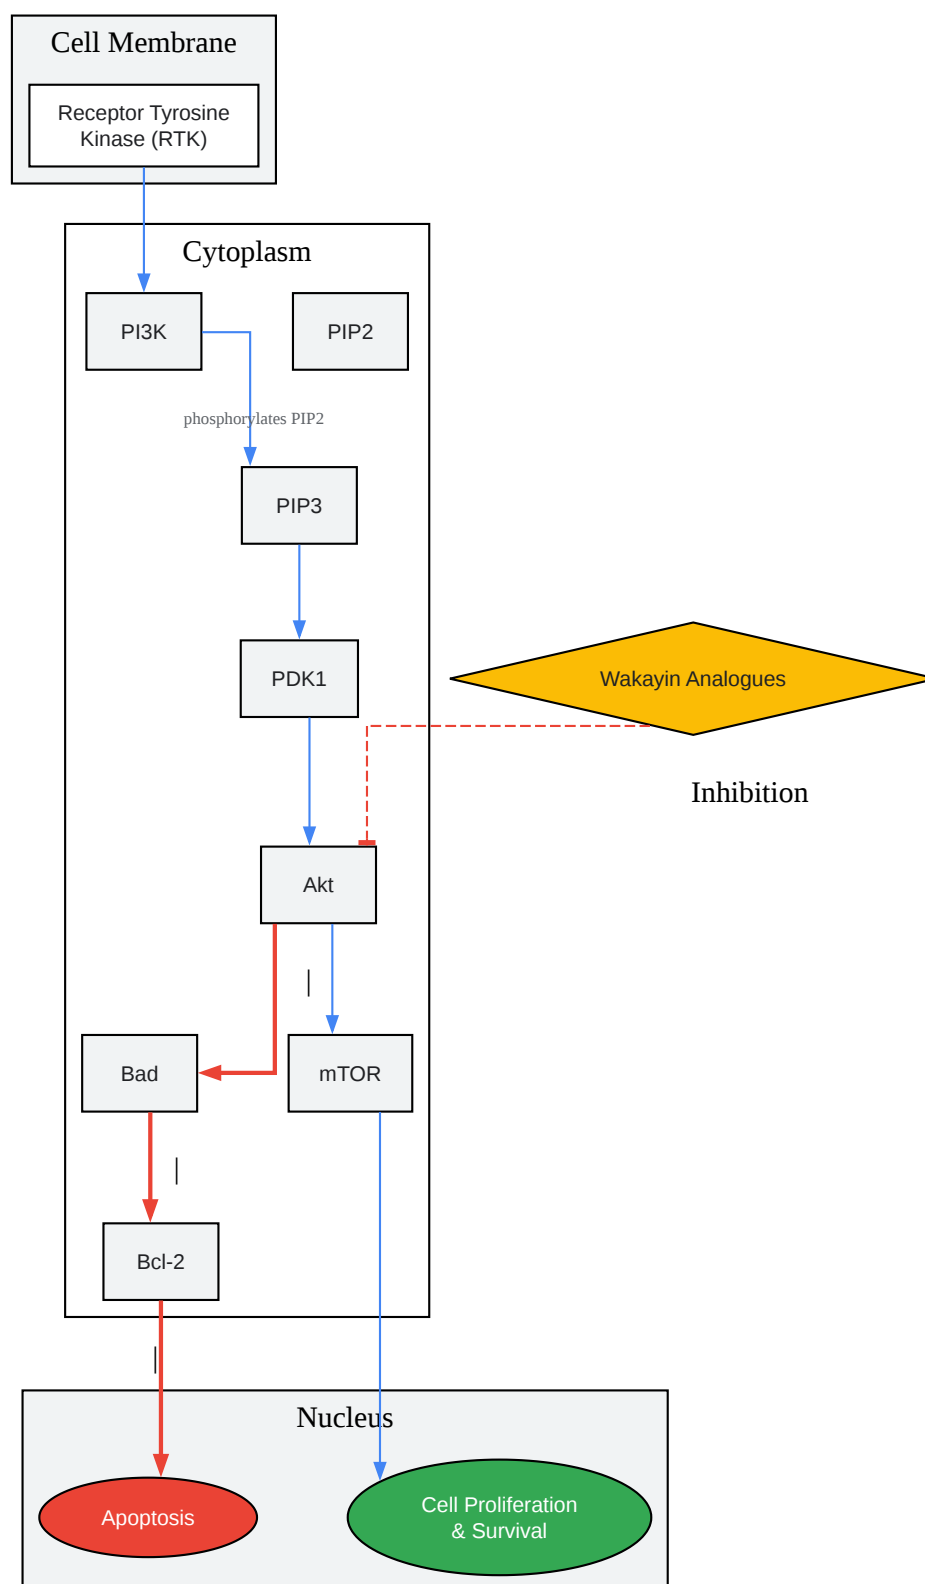 Cell Membrane
Receptor Tyrosine
Kinase (RTK)
Cytoplasm
PI3K
PIP2
phosphorylates PIP2
PIP3
PDK1
Wakayin Analogues
Inhibition
Akt
|
Bad
mTOR
|
Bcl-2
|
Nucleus
Apoptosis
Cell Proliferation
& Survival